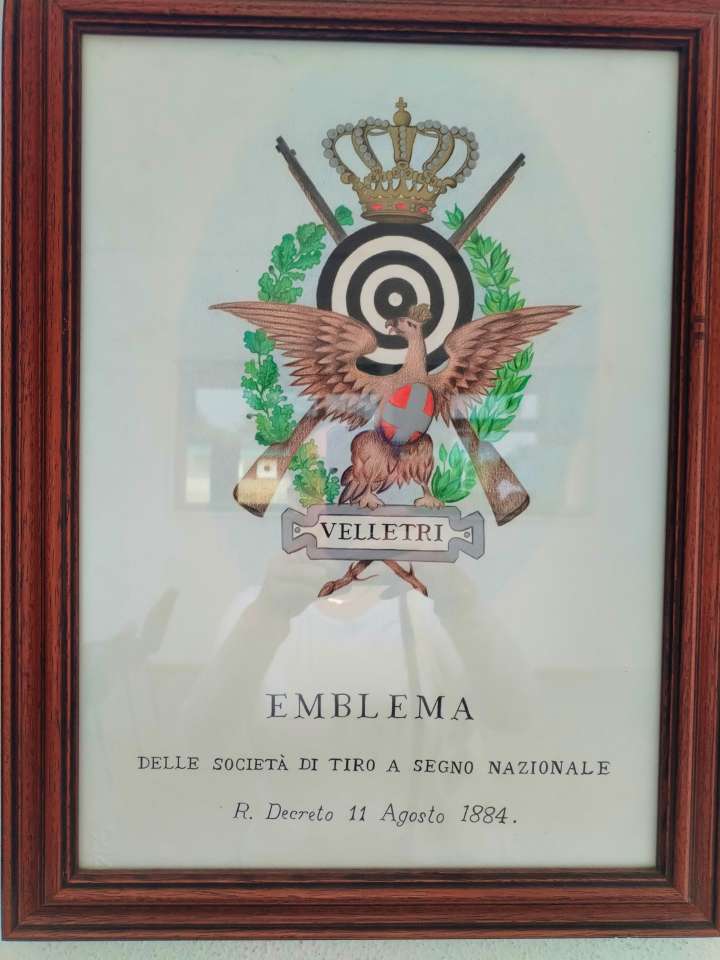 VELLETRI
EMBLEMA
DELLE SOCIETÀ DI TIRO A SEGNO NAZIONALE
R. Decreto 11 Agosto 1884.